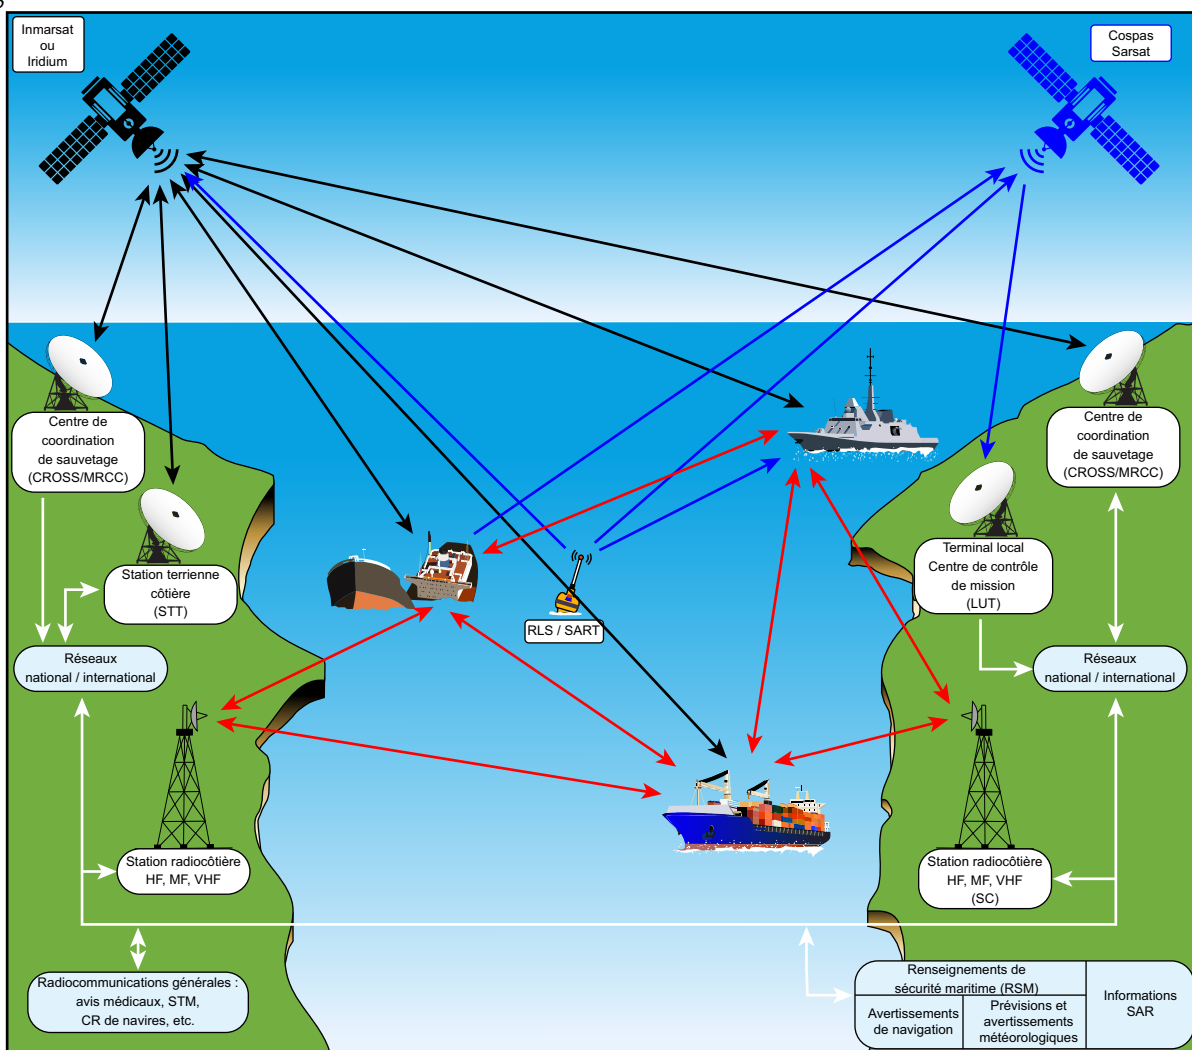 Inmarsat
ou
Iridium
Cospas
Sarsat
Centre de
coordination
de sauvetage
(CROSS/MRCC)
Centre de
coordination
de sauvetage
(CROSS/MRCC)
Station terrienne
côtière
(STT)
Terminal local
Centre de contrôle
de mission
(LUT)
RLS / SART
Réseaux
national / international
Réseaux
national / international
Station radiocôtière
HF, MF, VHF
Station radiocôtière
HF, MF, VHF
(SC)
Radiocommunications générales :
avis médicaux, STM,
CR de navires, etc.
Renseignements de
sécurité maritime (RSM)
Avertissements
de navigation
Prévisions et
avertissements
météorologiques
Informations
SAR